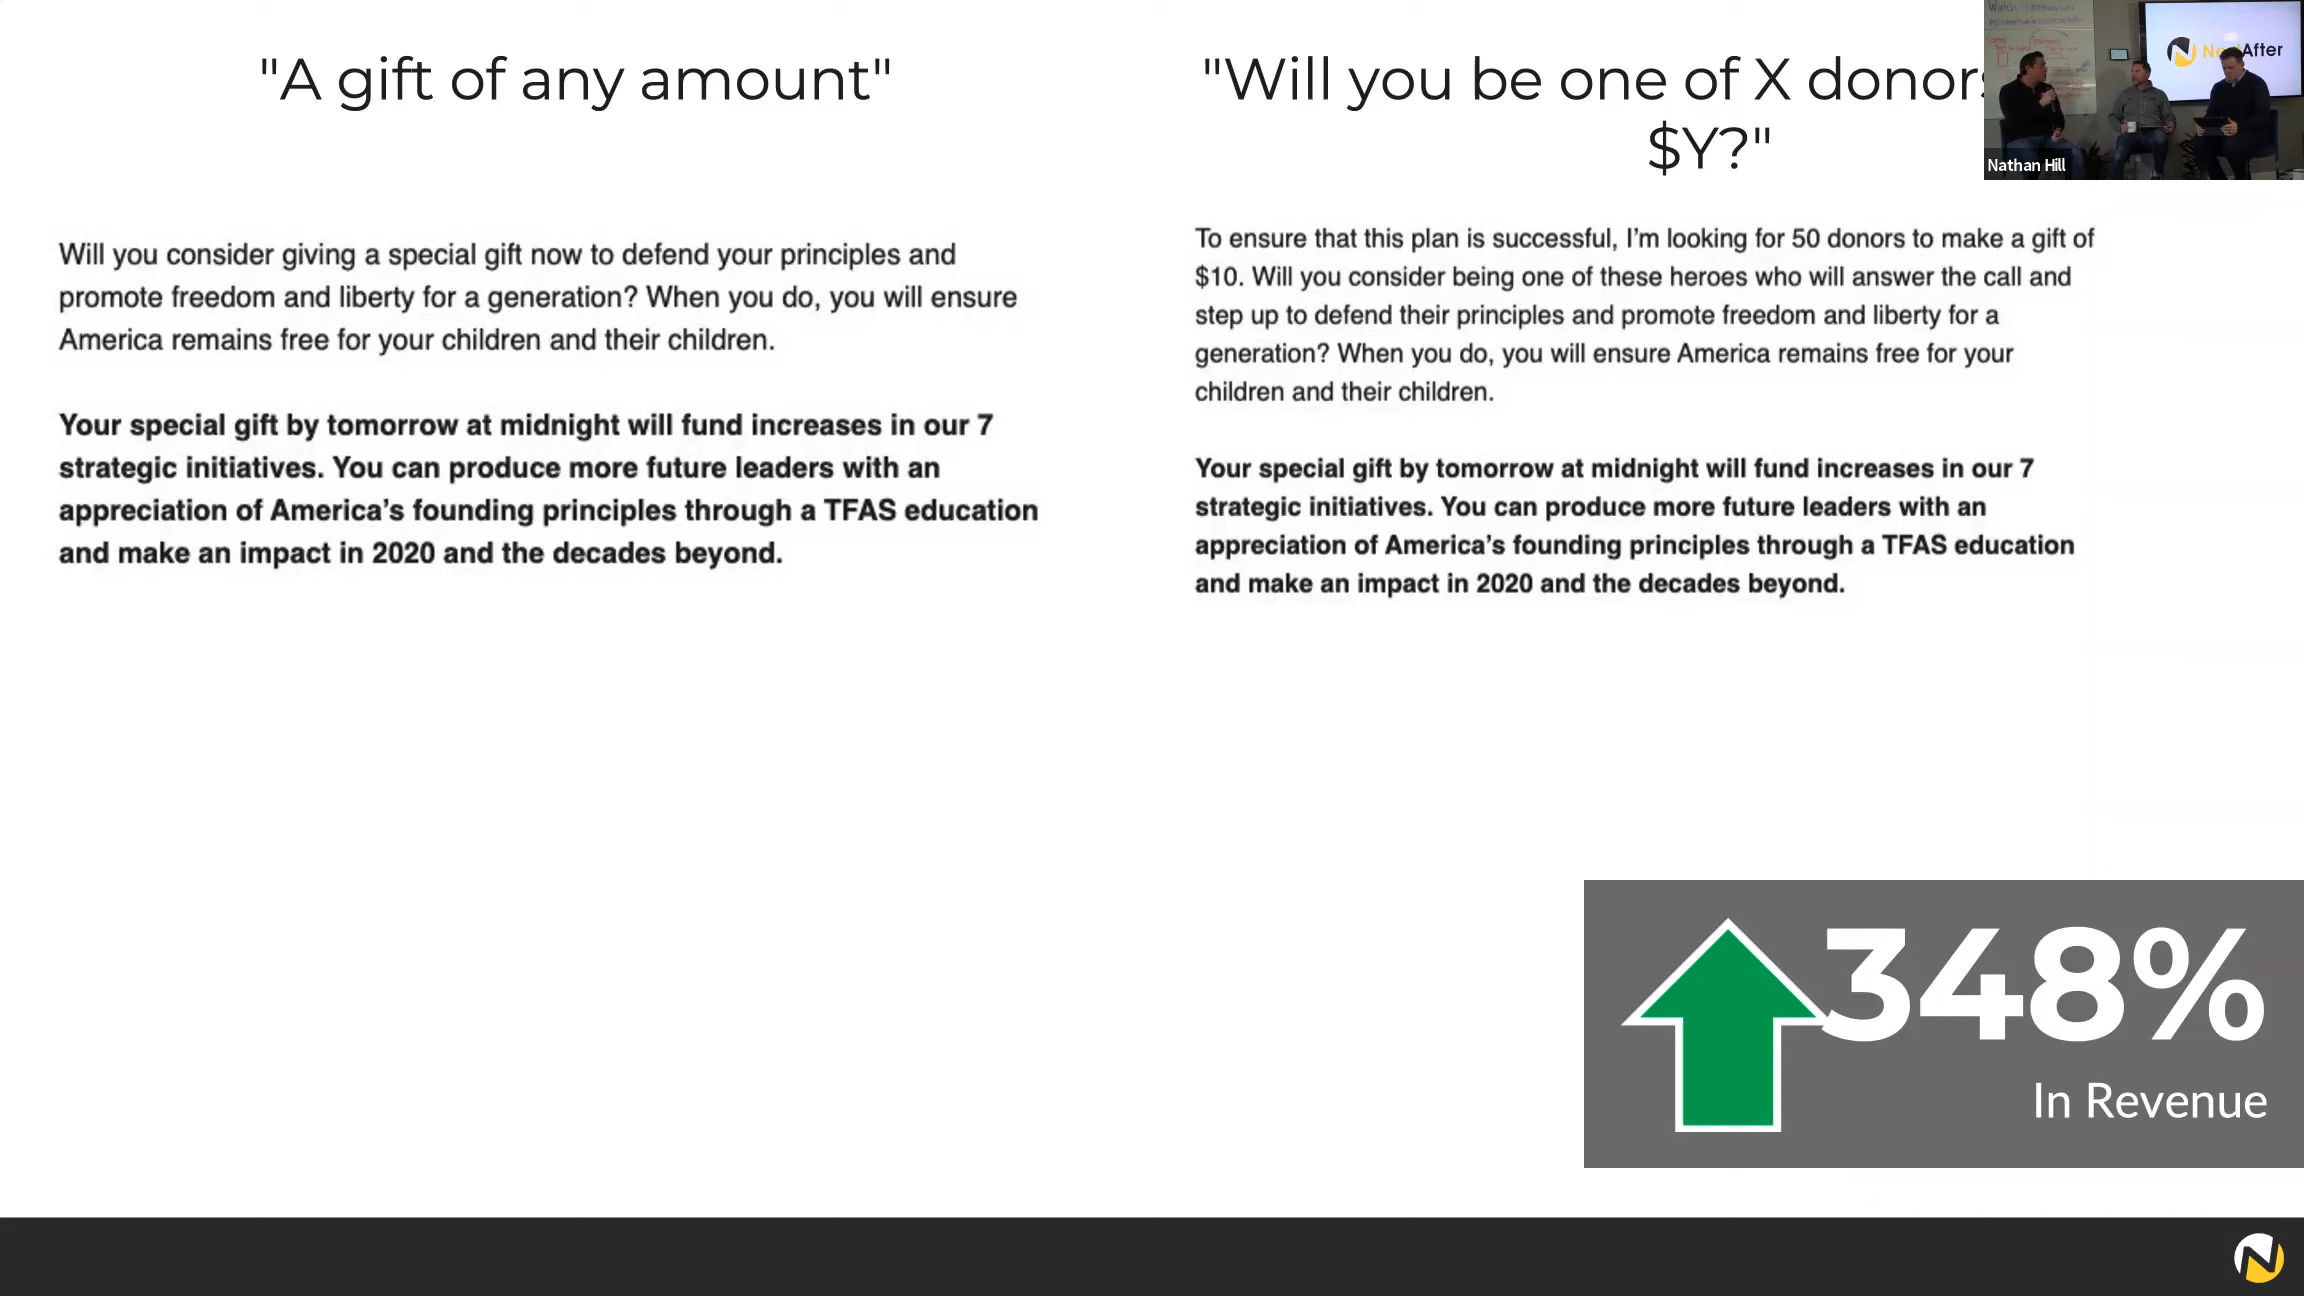 "A gift of any amount"
Will you consider giving a special gift now to defend your principles and
promote freedom and liberty for a generation? When you do, you will ensure
America remains free for your children and their children.
Your special gift by tomorrow at midnight will fund increases in our 7
strategic initiatives. You can produce more future leaders with an
appreciation of America's founding principles through a TFAS education
and make an impact in 2020 and the decades beyond.
"Will you be one of X donors
$Y?"
To ensure that this plan is successful, I'm looking for 50 donors to make a gift of
$10. Will you consider being one of these heroes who will answer the call and
step up to defend their principles and promote freedom and liberty for a
generation? When you do, you will ensure America remains free for your
children and their children.
Your special gift by tomorrow at midnight will fund increases in our 7
strategic initiatives. You can produce more future leaders with an
appreciation of America's founding principles through a TFAS education
and make an impact in 2020 and the decades beyond.
After
Nathan Hill
348%
In Revenue
N